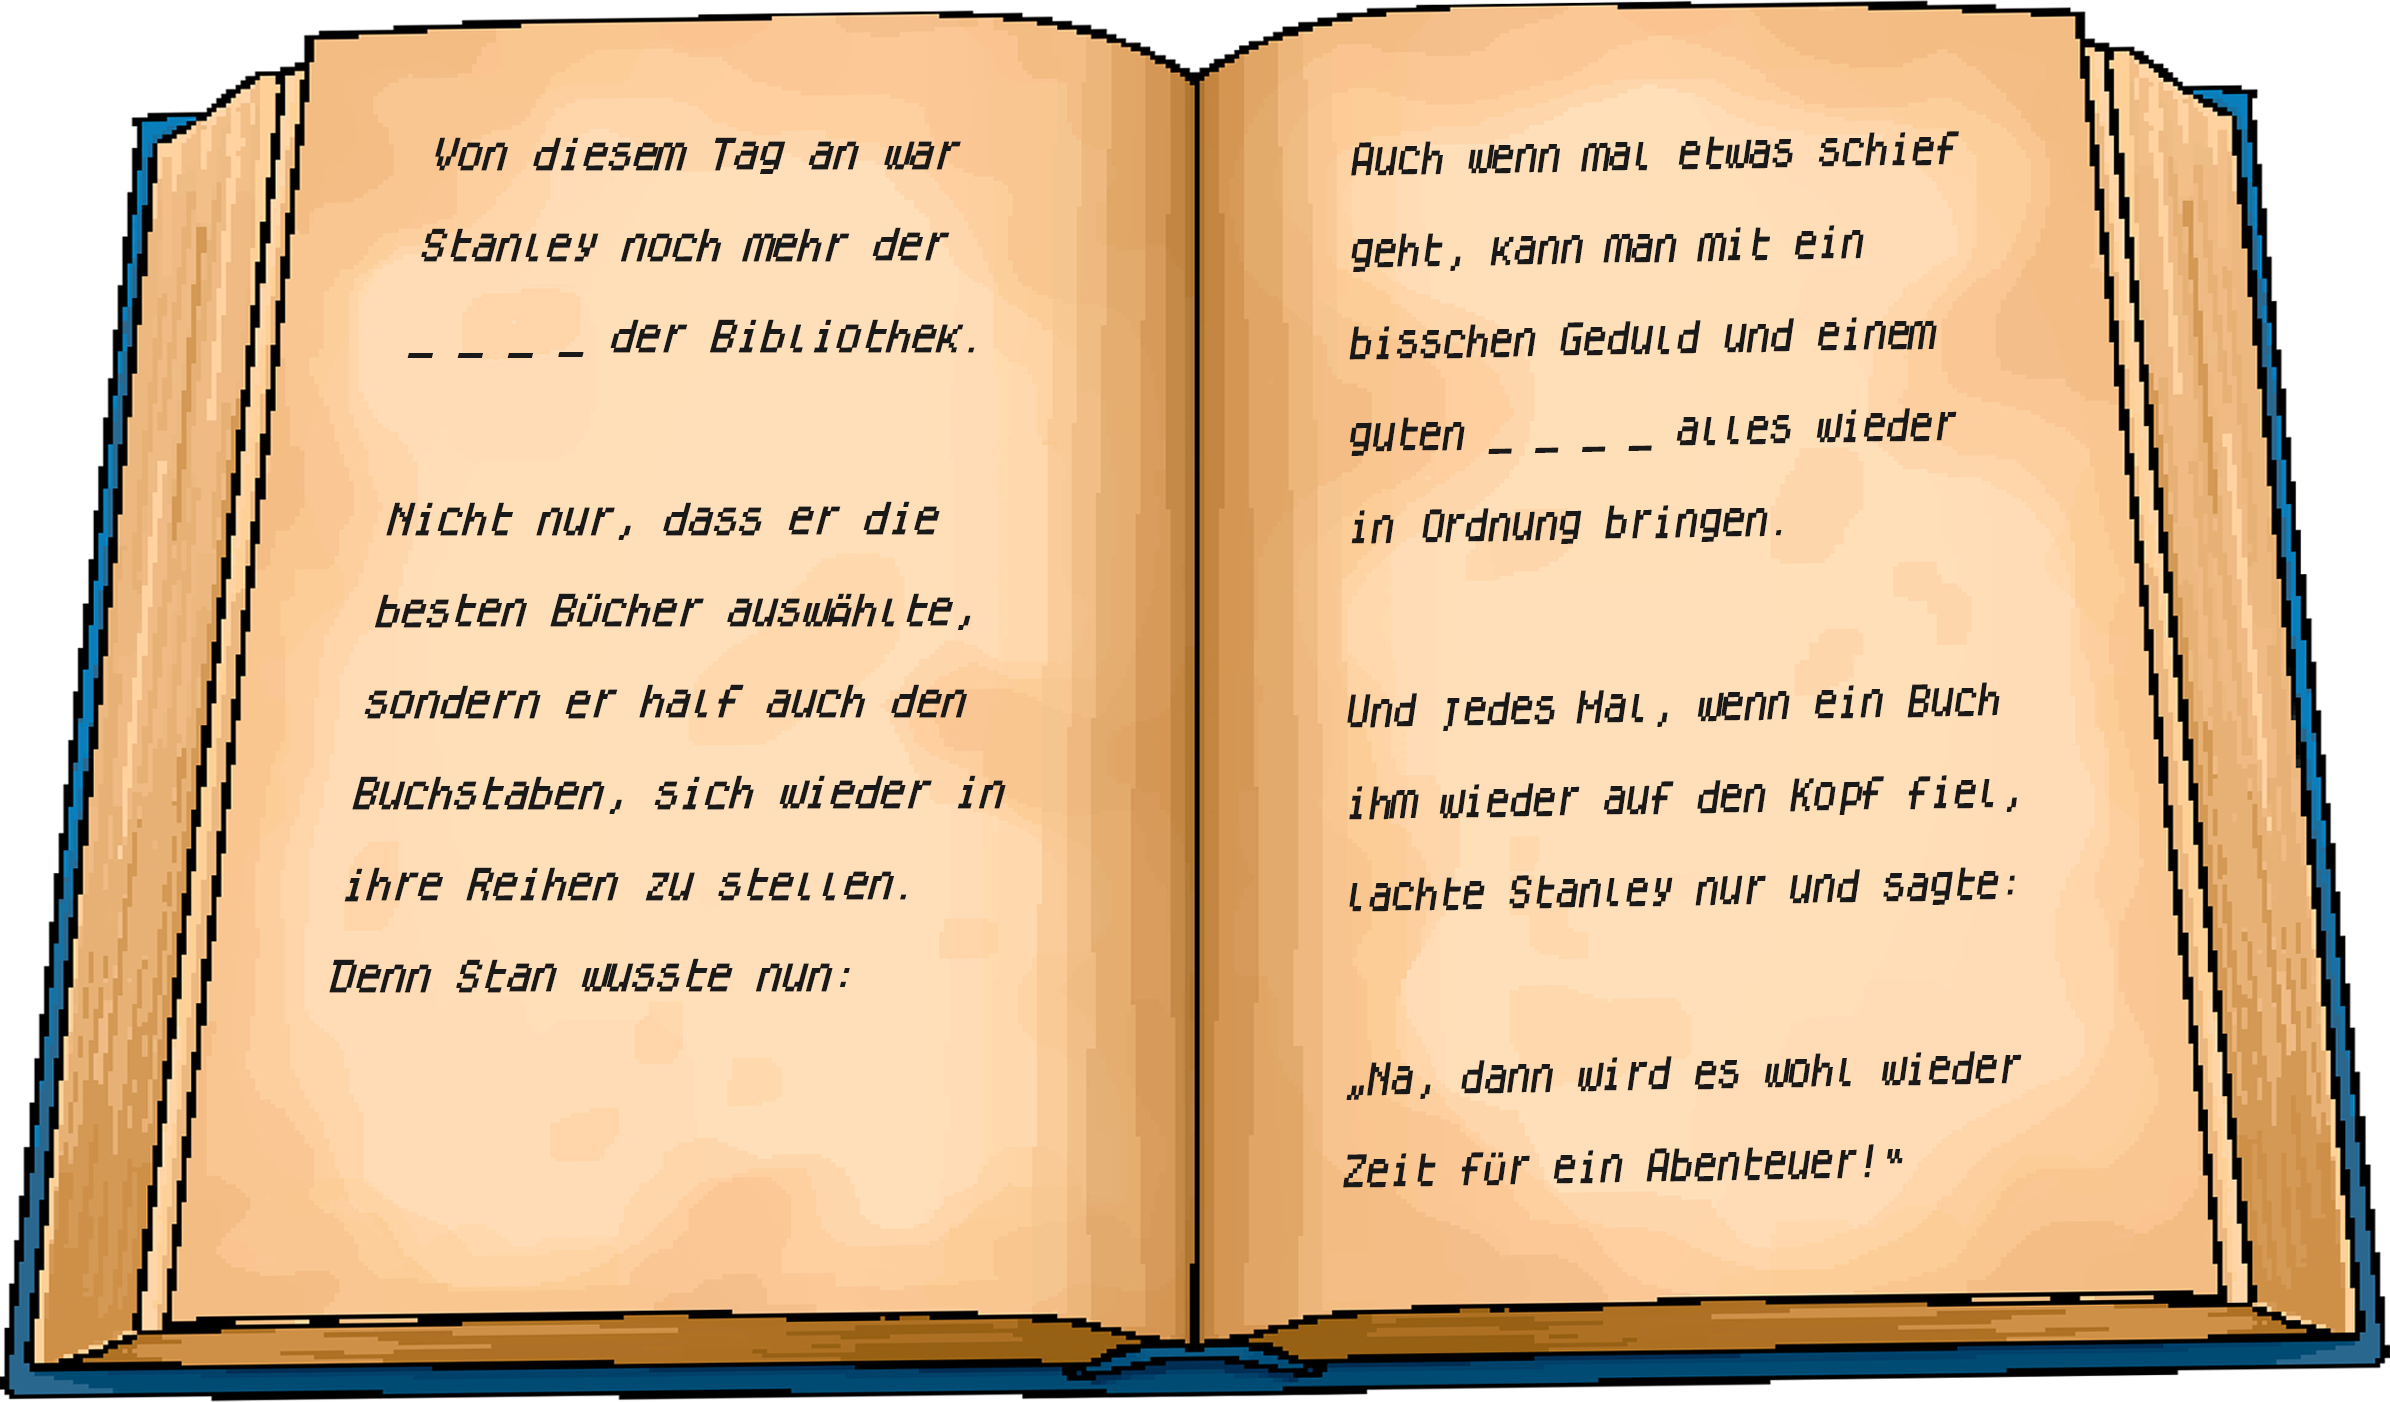 Von diesem Tag an war
Stanley noch mehr der
_ _ _ _ der Bibliothek.
Nicht nur, dass er die
besten Bücher auswählte,
sondern er half auch den
Buchstaben, sich wieder in
ihre Reihen zu stellen.
Denn Stan wusste nun:
Auch wenn mal etwas schief
geht, kann man mit ein
bisschen Geduld und einem
guten _ _ _ _ alles wieder
in Ordnung bringen.
Und jedes Mal, wenn ein Buch
ihm wieder auf den Kopf fiel,
lachte Stanley nur und sagte:
„Na, dann wird es wohl wieder
Zeit für ein Abenteuer!“